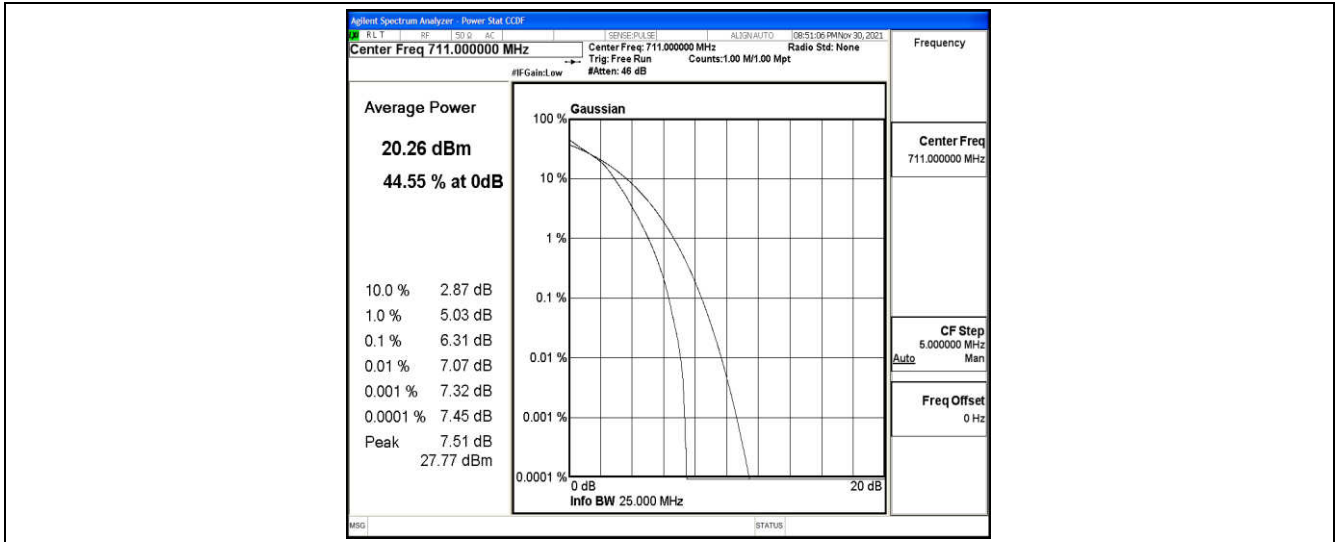 Agilent Spectrum Analyzer - Power Stat CCDF
RLT RF 50 Ω AC SENSE:PULSE ALIGNAUTO 08:51:06 PM Nov 30, 2021
Center Freq 711.000000 MHz
Center Freq: 711.000000 MHz Radio Std: None
Trig: Free Run Counts:1.00 M/1.00 Mpt
#IFGain:Low #Atten: 46 dB
Frequency
Average Power
20.26 dBm
44.55 % at 0dB
10.0 % 2.87 dB
1.0 % 5.03 dB
0.1 % 6.31 dB
0.01 % 7.07 dB
0.001 % 7.32 dB
0.0001 % 7.45 dB
Peak 7.51 dB
27.77 dBm
Gaussian
100 %
10 %
1 %
0.1 %
0.01 %
0.001 %
0.0001 %
0 dB 20 dB
Info BW 25.000 MHz
Center Freq
711.000000 MHz
CF Step
5.000000 MHz
Auto Man
Freq Offset
0 Hz
MSG STATUS